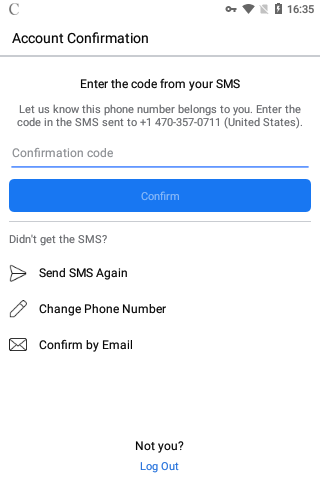 C 16:35
Account Confirmation
Enter the code from your SMS
Let us know this phone number belongs to you. Enter the
code in the SMS sent to +1 470-357-0711 (United States).
Confirmation code
Confirm
Didn't get the SMS?
Send SMS Again
Change Phone Number
Confirm by Email
Not you?
Log Out